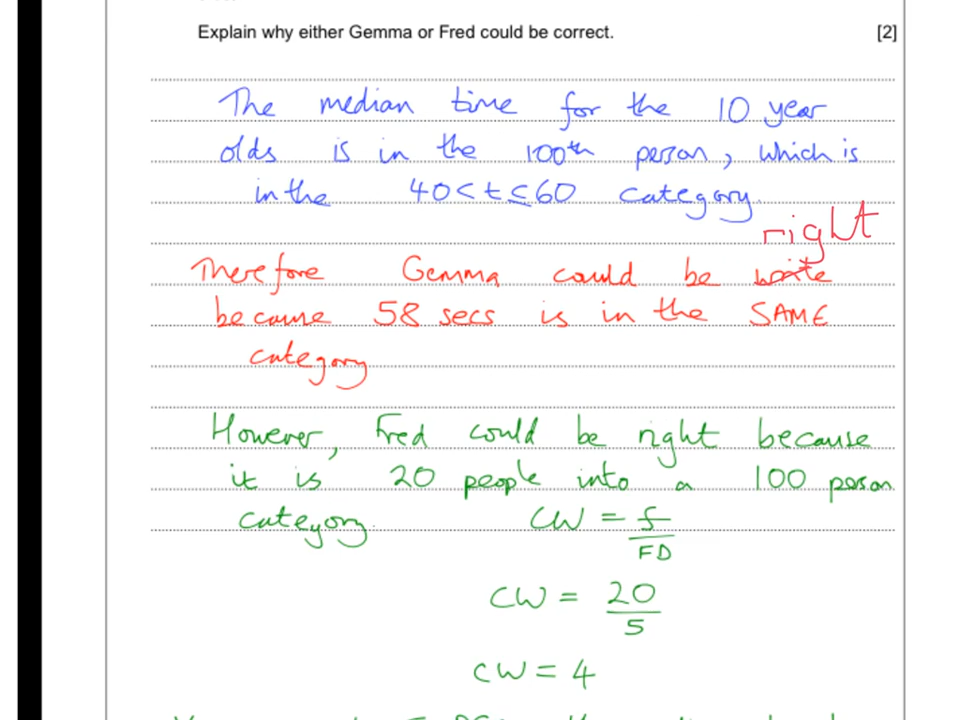 Explain why either Gemma or Fred could be correct. [2]
The median time for the 10 year
olds is in the 100th person, which is
in the 40<t≤60 category.
right
Therefore Gemma could be write
because 58 secs is in the SAME
category
However, Fred could be right because
it is 20 people into a 100 person
category. CW = f/FD
CW = 20/5
CW = 4